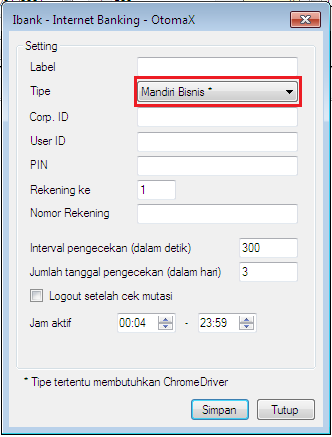 Ibank - Internet Banking - OtomaX
Setting
Label
Tipe Mandiri Bisnis *
Corp. ID
User ID
PIN
Rekening ke 1
Nomor Rekening
Interval pengecekan (dalam detik) 300
Jumlah tanggal pengecekan (dalam hari) 3
Logout setelah cek mutasi
Jam aktif 00:04 - 23:59
* Tipe tertentu membutuhkan ChromeDriver
Simpan Tutup